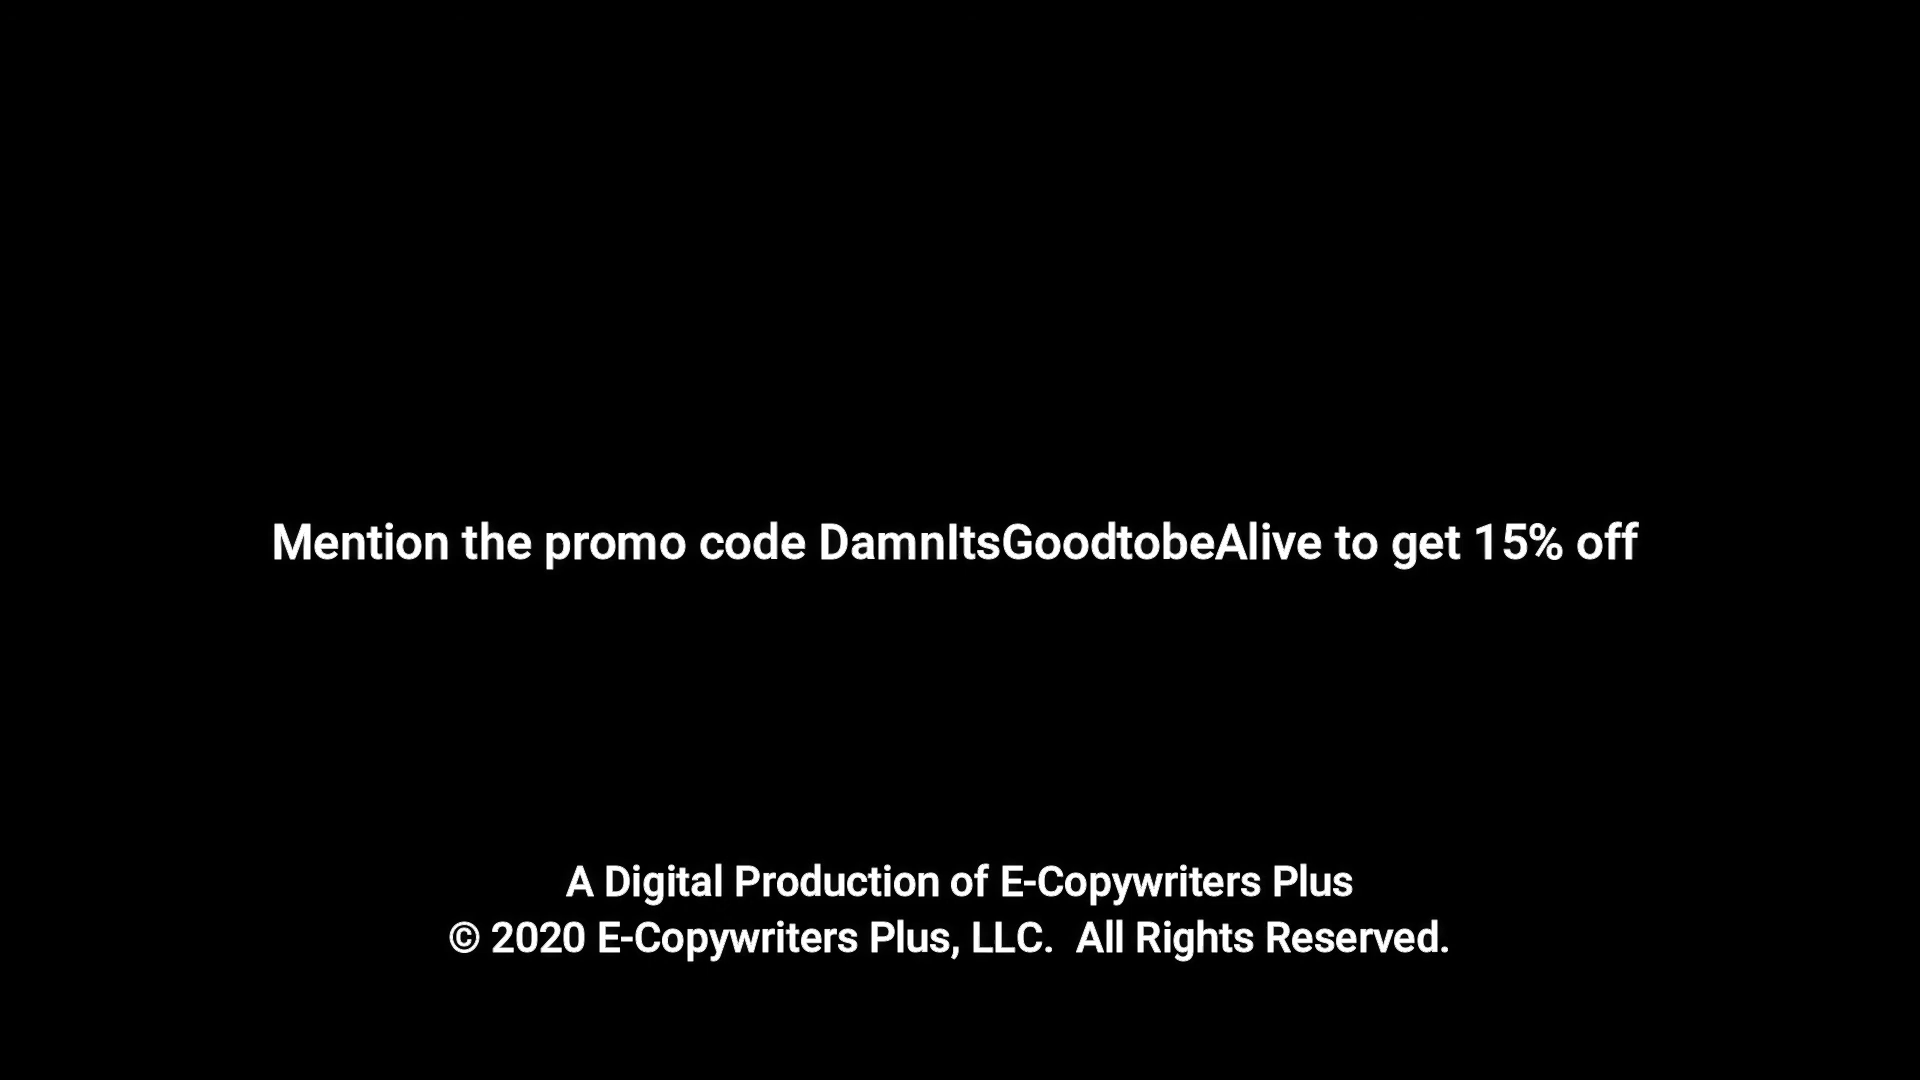 Mention the promo code DamnItsGoodtobeAlive to get 15% off
A Digital Production of E-Copywriters Plus
© 2020 E-Copywriters Plus, LLC.  All Rights Reserved.